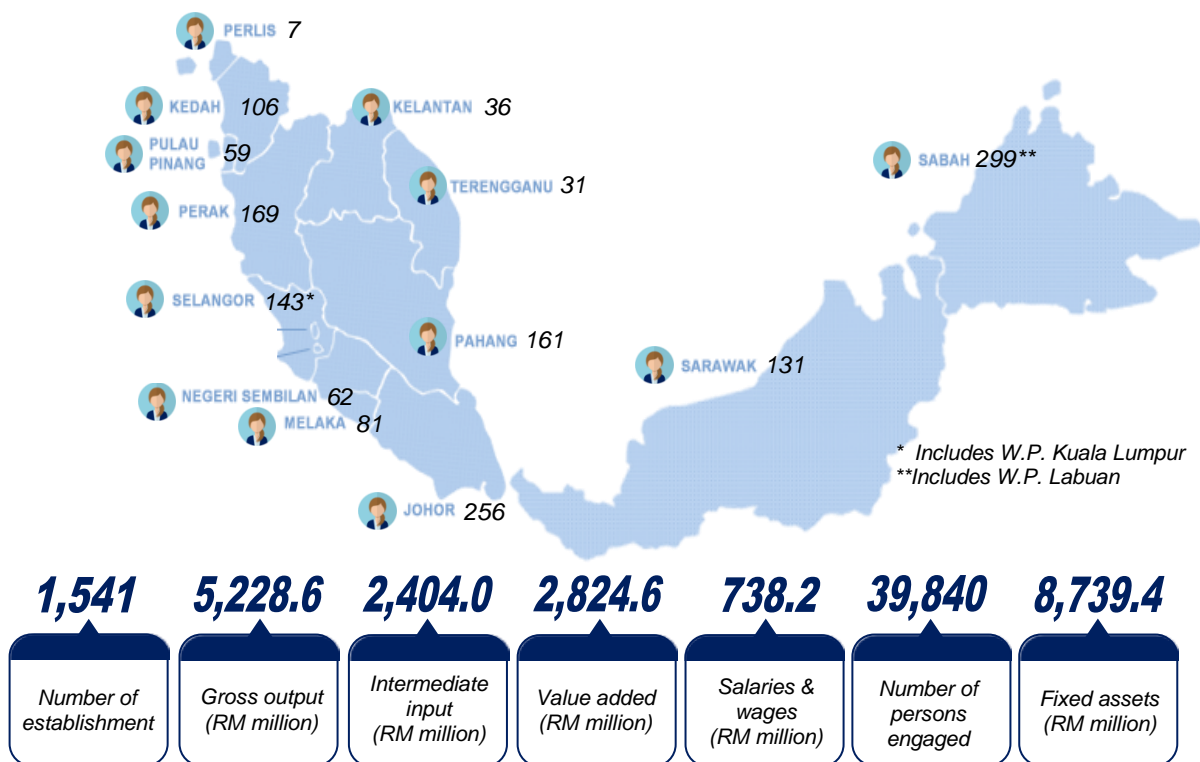 PERLIS 7
KEDAH 106
KELANTAN 36
PULAU
PINANG 59
SABAH 299**
TERENGGANU 31
PERAK 169
SELANGOR 143*
PAHANG 161
SARAWAK 131
NEGERI SEMBILAN 62
MELAKA 81
* Includes W.P. Kuala Lumpur
**Includes W.P. Labuan
JOHOR 256
1,541
Number of
establishment
5,228.6
Gross output
(RM million)
2,404.0
Intermediate
input
(RM million)
2,824.6
Value added
(RM million)
738.2
Salaries &
wages
(RM million)
39,840
Number of
persons
engaged
8,739.4
Fixed assets
(RM million)